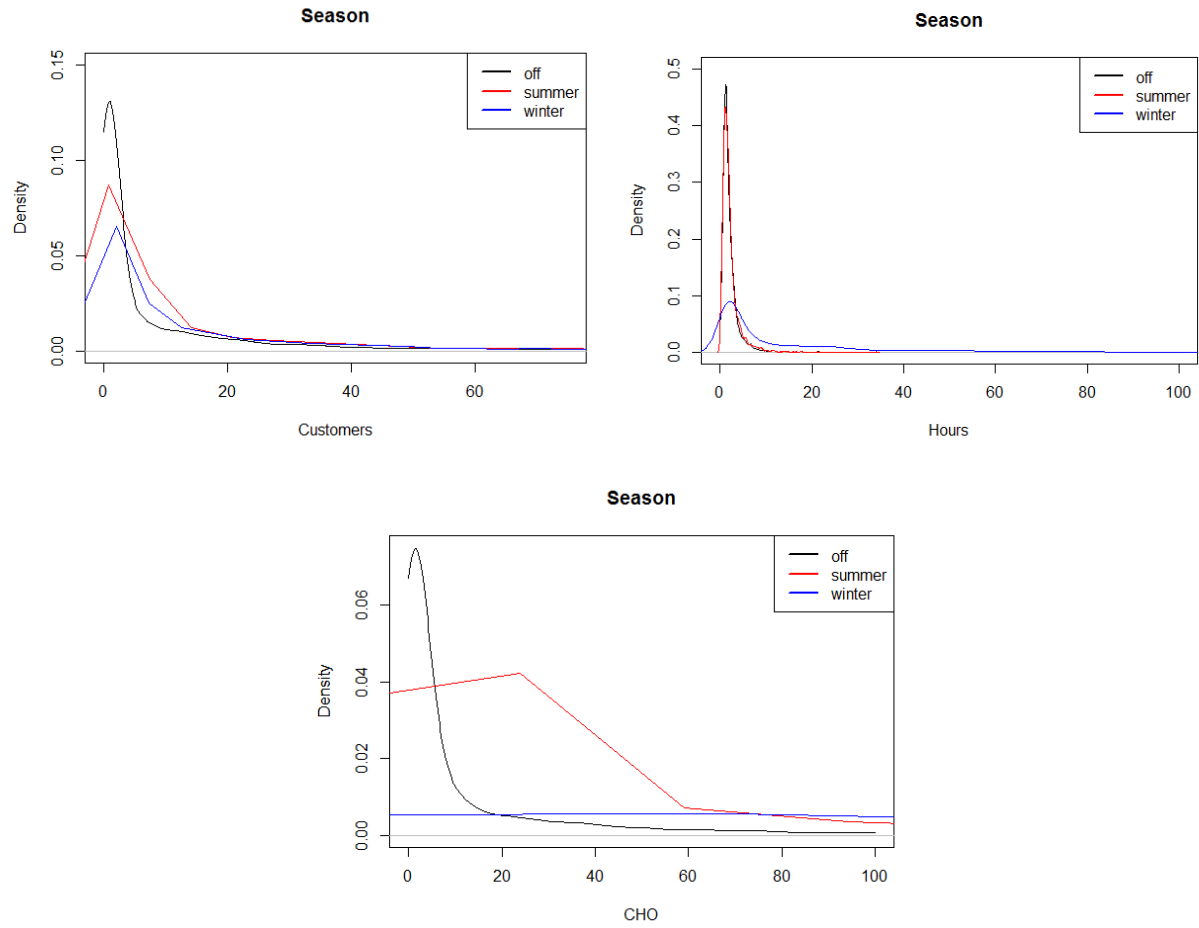 Season
0.15
0.10
0.05
0.00
Density
off
summer
winter
0 20 40 60
Customers
Season
0.5
0.4
0.3
0.2
0.1
0.0
Density
off
summer
winter
0 20 40 60 80 100
Hours
Season
0.06
0.04
0.02
0.00
Density
off
summer
winter
0 20 40 60 80 100
CHO